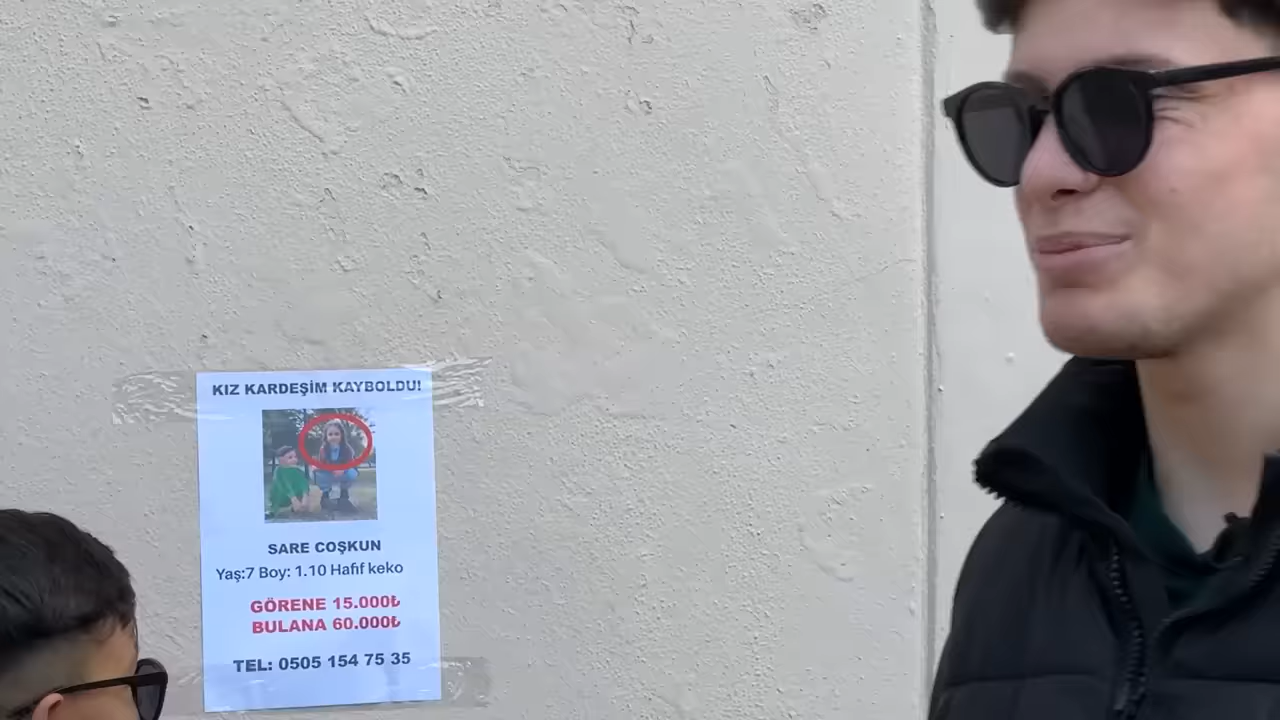 KIZ KARDEŞİM KAYBOLDU!
SARE COŞKUN
Yaş:7 Boy: 1.10 Hafif keko
GÖRENE 15.000₺
BULANA 60.000₺
TEL: 0505 154 75 35